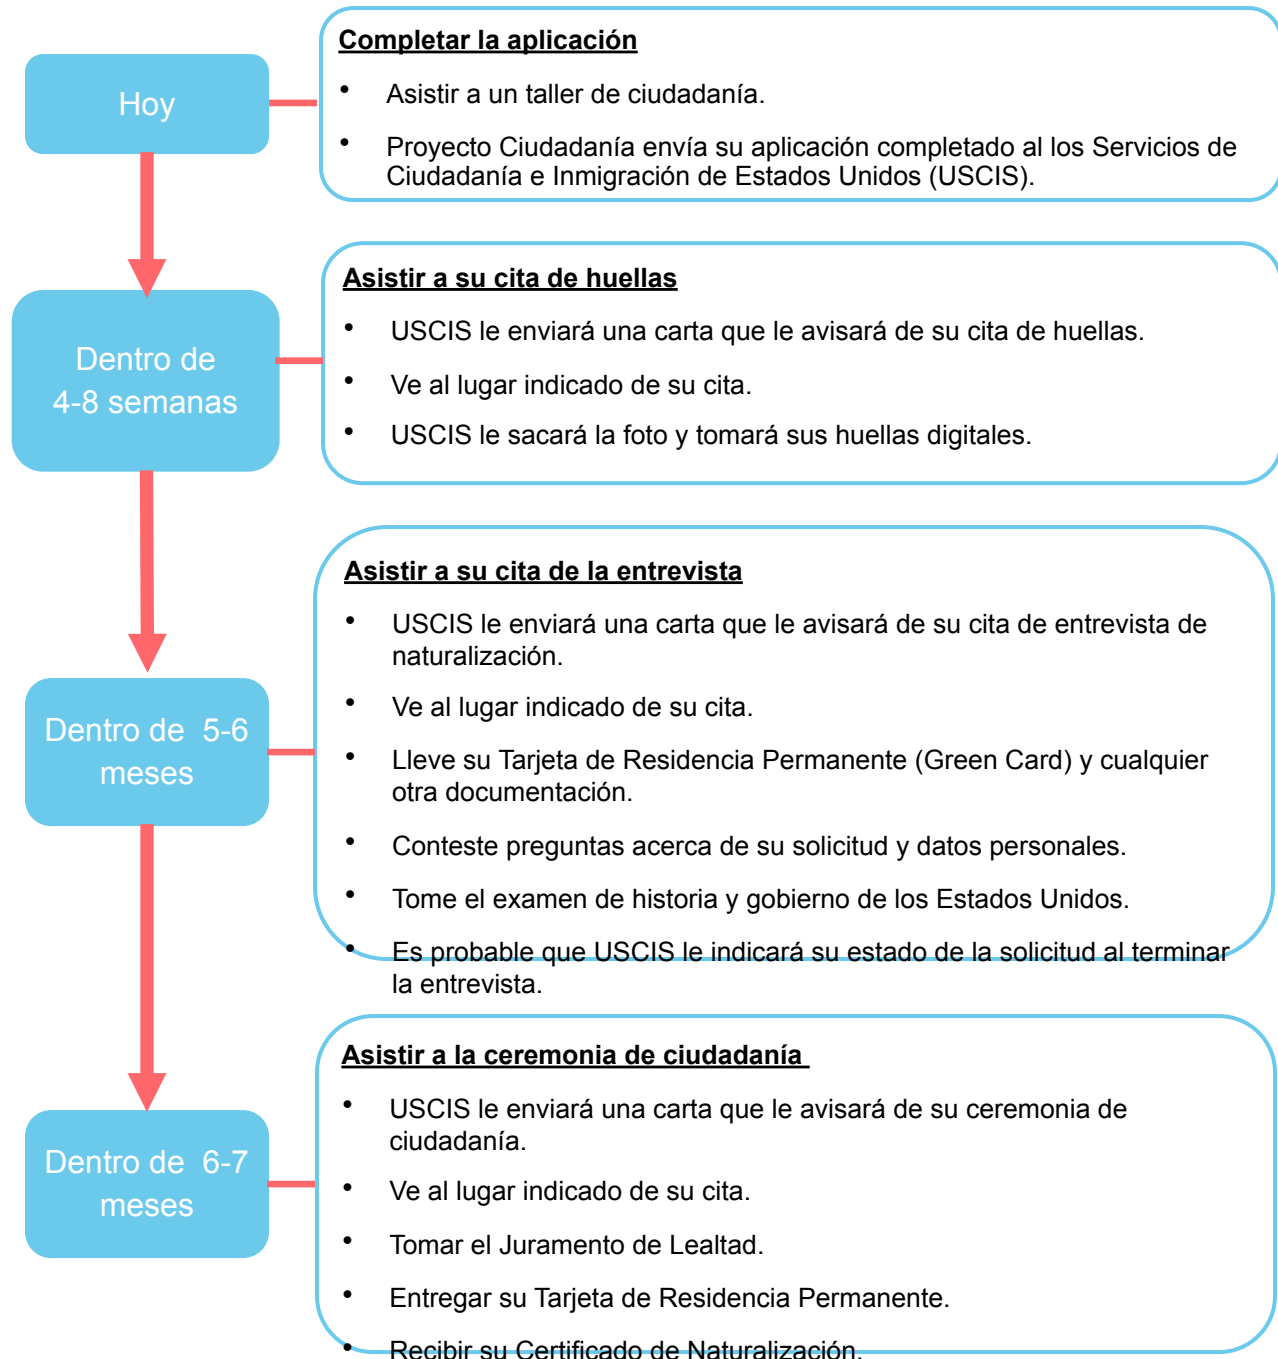 Hoy
Completar la aplicación
• Asistir a un taller de ciudadanía.
• Proyecto Ciudadanía envía su aplicación completado al los Servicios de
Ciudadanía e Inmigración de Estados Unidos (USCIS).
Dentro de
4-8 semanas
Asistir a su cita de huellas
• USCIS le enviará una carta que le avisará de su cita de huellas.
• Ve al lugar indicado de su cita.
• USCIS le sacará la foto y tomará sus huellas digitales.
Dentro de 5-6
meses
Asistir a su cita de la entrevista
• USCIS le enviará una carta que le avisará de su cita de entrevista de
naturalización.
• Ve al lugar indicado de su cita.
• Lleve su Tarjeta de Residencia Permanente (Green Card) y cualquier
otra documentación.
• Conteste preguntas acerca de su solicitud y datos personales.
• Tome el examen de historia y gobierno de los Estados Unidos.
• Es probable que USCIS le indicará su estado de la solicitud al terminar
la entrevista.
Dentro de 6-7
meses
Asistir a la ceremonia de ciudadanía
• USCIS le enviará una carta que le avisará de su ceremonia de
ciudadanía.
• Ve al lugar indicado de su cita.
• Tomar el Juramento de Lealtad.
• Entregar su Tarjeta de Residencia Permanente.
• Recibir su Certificado de Naturalización.